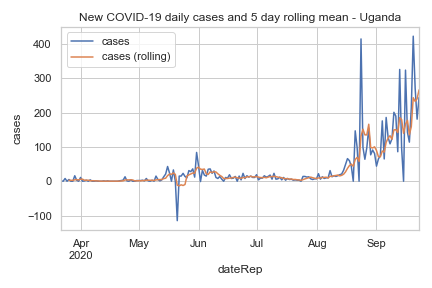 New COVID-19 daily cases and 5 day rolling mean - Uganda
cases
cases (rolling)
400
300
200
100
0
−100
cases
Apr
2020
May
Jun
Jul
Aug
Sep
dateRep